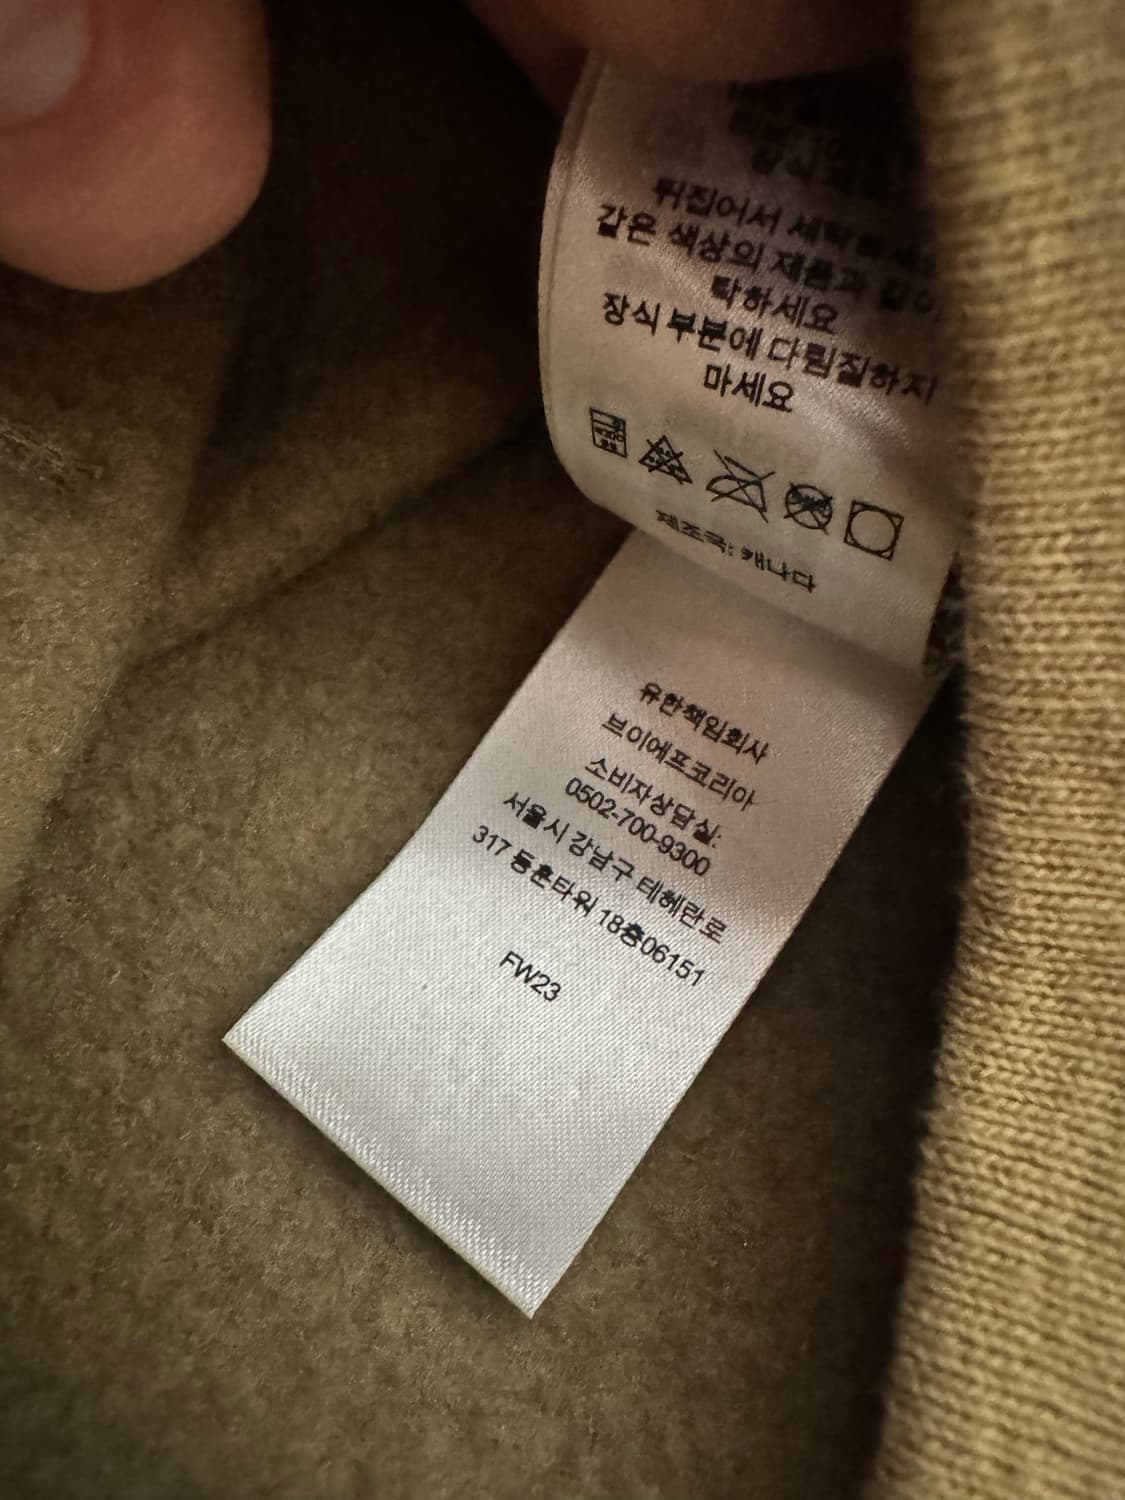 장식
뒤집어서 세탁하세요
같은 색상의 제품과 같이
탁하세요
장식 부분에 다림질하지
마세요
제조국: 캐나다
유한책임회사
브이에프코리아
소비자상담실:
0502-700-9300
서울시 강남구 테헤란로
317 동훈타워 18층06151
FW23